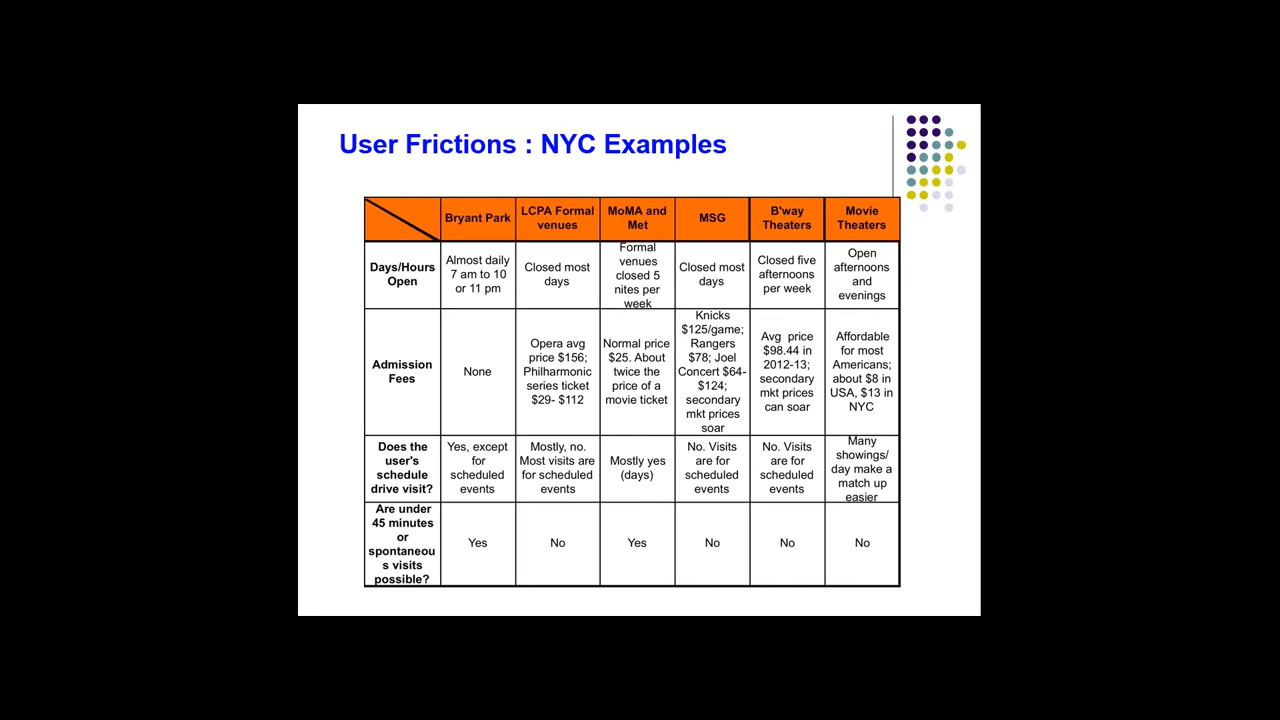 User Frictions : NYC Examples
Bryant Park
LCPA Formal
venues
MoMA and
Met
MSG
B'way
Theaters
Movie
Theaters
Days/Hours
Open
Almost daily
7 am to 10
or 11 pm
Closed most
days
Formal
venues
closed 5
nites per
week
Closed most
days
Closed five
afternoons
per week
Open
afternoons
and
evenings
Admission
Fees
None
Opera avg
price $156;
Philharmonic
series ticket
$29- $112
Normal price
$25. About
twice the
price of a
movie ticket
Knicks
$125/game;
Rangers
$78; Joel
Concert $64-
$124;
secondary
mkt prices
soar
Avg price
$98.44 in
2012-13;
secondary
mkt prices
can soar
Affordable
for most
Americans;
about $8 in
USA, $13 in
NYC
Does the
user's
schedule
drive visit?
Yes, except
for
scheduled
events
Mostly, no.
Most visits are
for scheduled
events
Mostly yes
(days)
No. Visits
are for
scheduled
events
No. Visits
are for
scheduled
events
Many
showings/
day make a
match up
easier
Are under
45 minutes
or
spontaneou
s visits
possible?
Yes
No
Yes
No
No
No